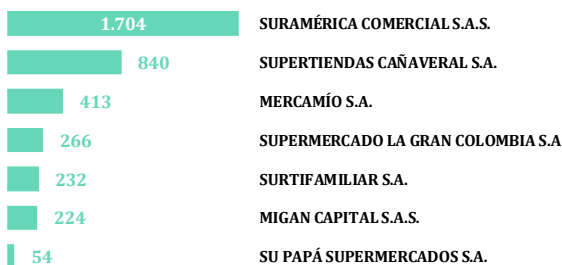 1.704 SURAMÉRICA COMERCIAL S.A.S.
840 SUPERTIENDAS CAÑAVERAL S.A.
413 MERCAMÍO S.A.
266 SUPERMERCADO LA GRAN COLOMBIA S.A
232 SURTIFAMILIAR S.A.
224 MIGAN CAPITAL S.A.S.
54 SU PAPÁ SUPERMERCADOS S.A.